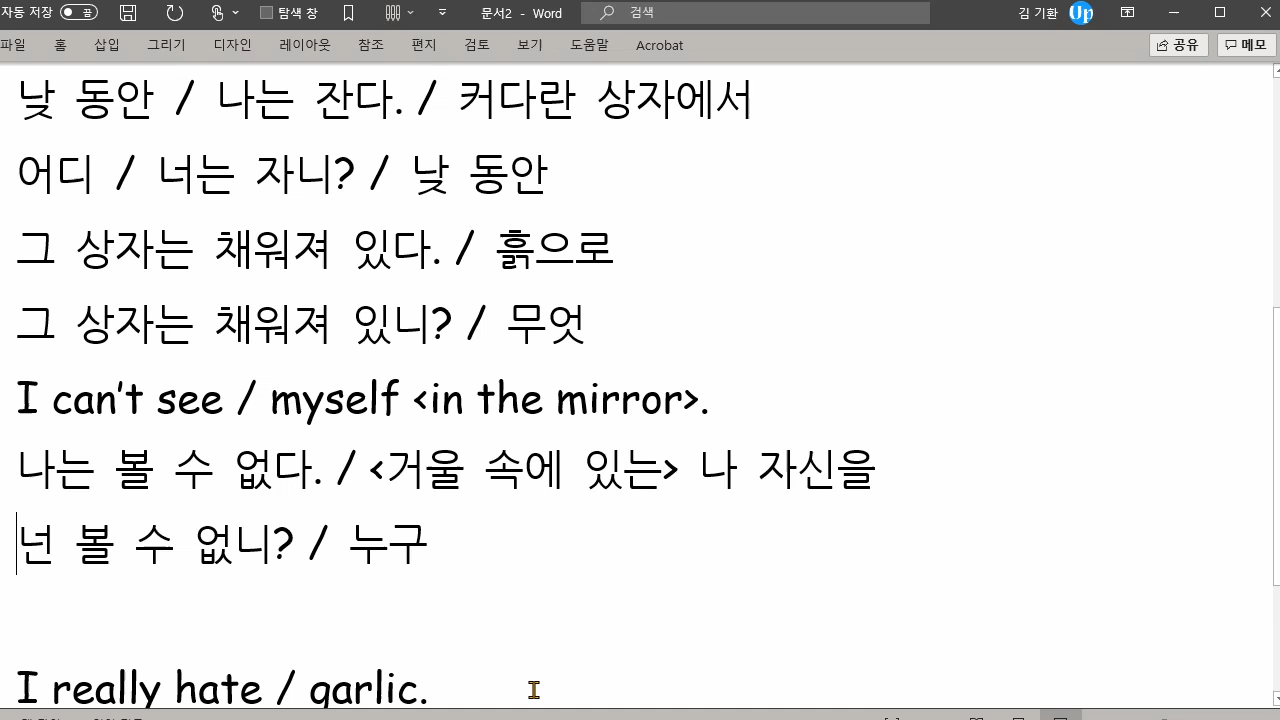 자동 저장 끔 탐색 창 문서2 - Word 검색 김 기환 Up
파일 홈 삽입 그리기 디자인 레이아웃 참조 편지 검토 보기 도움말 Acrobat 공유 메모
낮 동안 / 나는 잔다. / 커다란 상자에서
어디 / 너는 자니? / 낮 동안
그 상자는 채워져 있다. / 흙으로
그 상자는 채워져 있니? / 무엇
I can't see / myself <in the mirror>.
나는 볼 수 없다. / <거울 속에 있는> 나 자신을
넌 볼 수 없니? / 누구
I really hate / garlic.